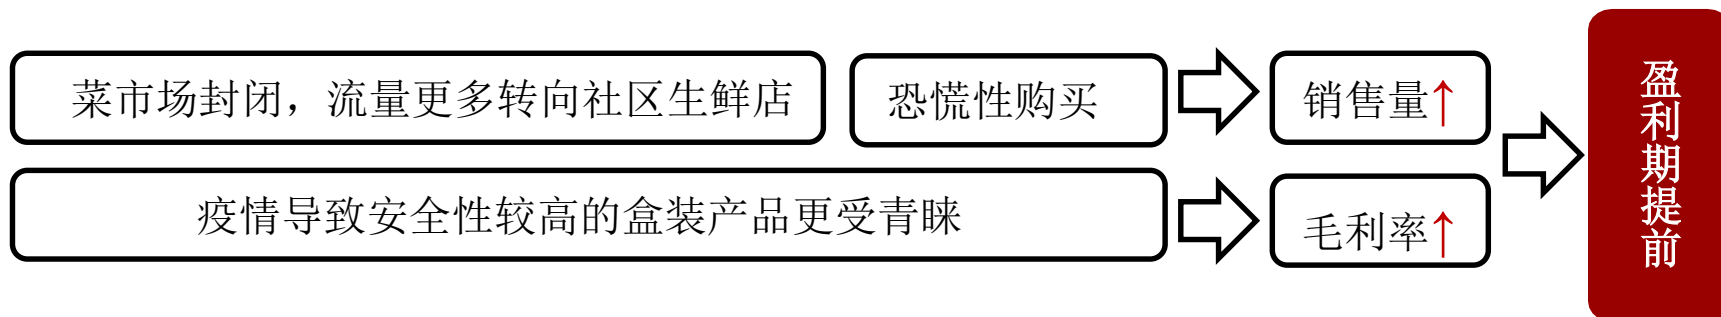 菜市场封闭，流量更多转向社区生鲜店
恐慌性购买
销售量↑
疫情导致安全性较高的盒装产品更受青睐
毛利率↑
盈利期提前